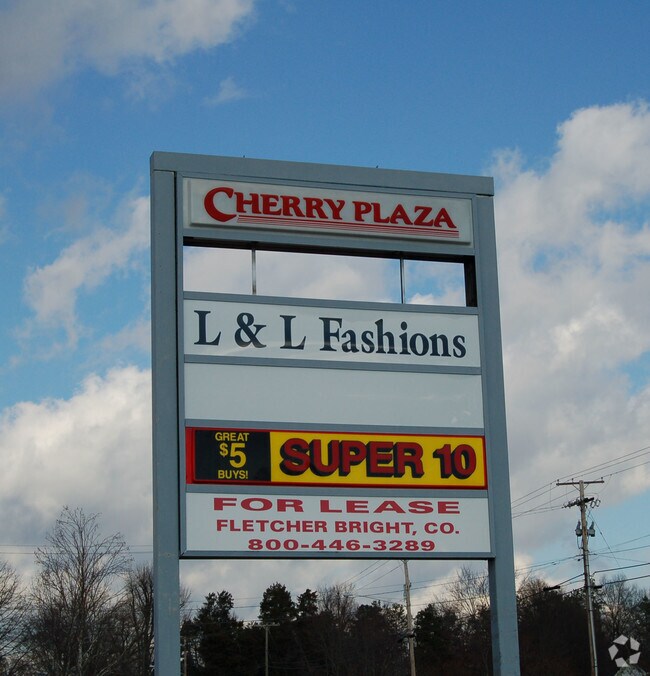 CHERRY PLAZA
L & L Fashions
GREAT
$5
BUYS!
SUPER 10
FOR LEASE
FLETCHER BRIGHT, CO.
800-446-3289